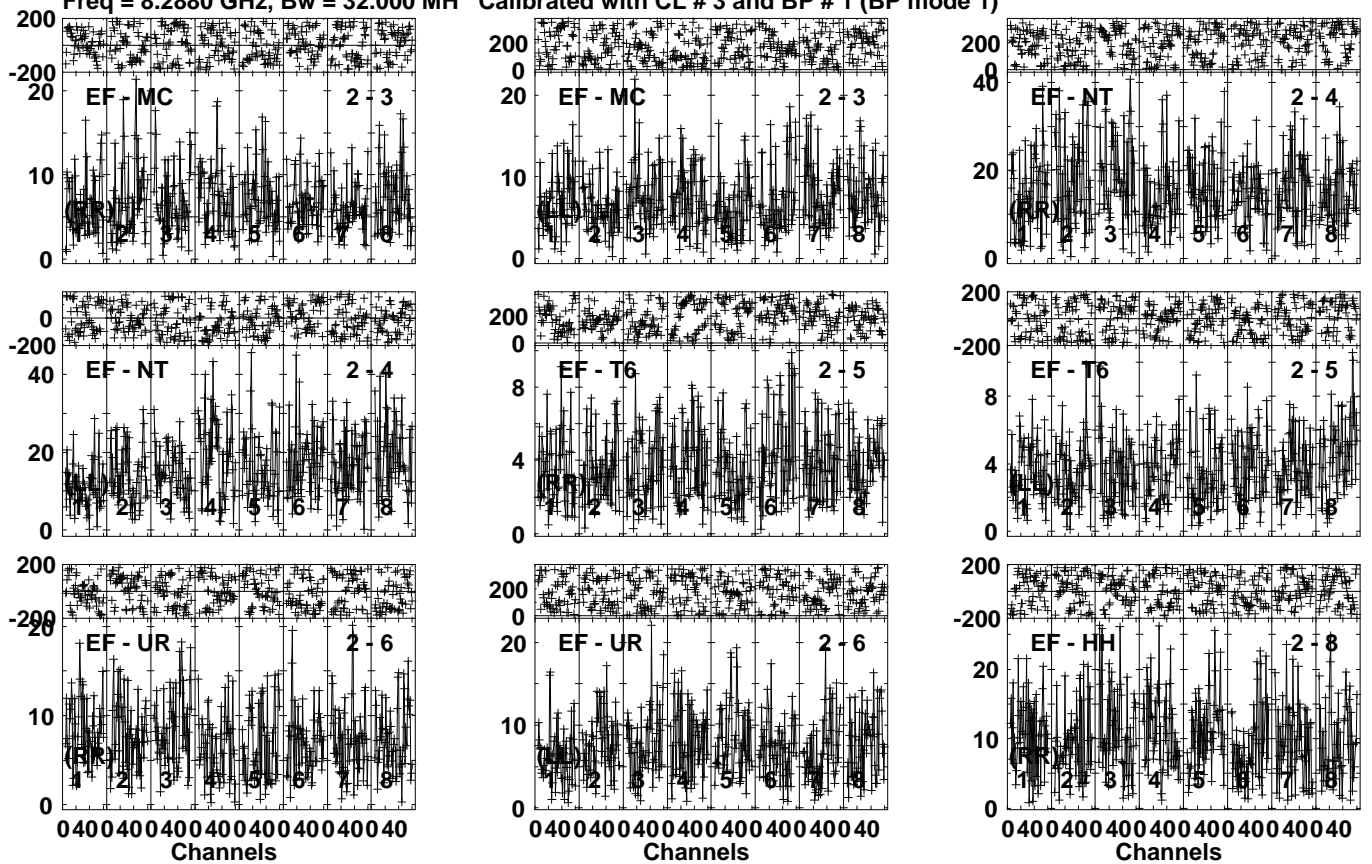 Freq = 8.2880 GHz, Bw = 32.000 MH Calibrated with CL # 3 and BP # 1 (BP mode 1)
200
-200
20
10
0
EF - MC 2 - 3
(RR)
1 2 3 4 5 6 7 8
200
0
20
10
0
EF - MC 2 - 3
(LL)
1 2 3 4 5 6 7 8
200
0
40
20
0
EF - NT 2 - 4
(RR)
1 2 3 4 5 6 7 8
0
-200
40
20
0
EF - NT 2 - 4
(LL)
1 2 3 4 5 6 7 8
200
0
8
4
0
EF - T6 2 - 5
(RR)
1 2 3 4 5 6 7 8
200
-200
8
4
0
EF - T6 2 - 5
(LL)
1 2 3 4 5 6 7 8
200
-200
20
10
0
EF - UR 2 - 6
(RR)
1 2 3 4 5 6 7 8
0 40 0 40 0 40 0 40 0 40 0 40 0 40 0 40
Channels
200
0
20
10
0
EF - UR 2 - 6
(LL)
1 2 3 4 5 6 7 8
0 40 0 40 0 40 0 40 0 40 0 40 0 40 0 40
Channels
200
-200
20
10
0
EF - HH 2 - 8
(RR)
1 2 3 4 5 6 7 8
0 40 0 40 0 40 0 40 0 40 0 40 0 40 0 40
Channels